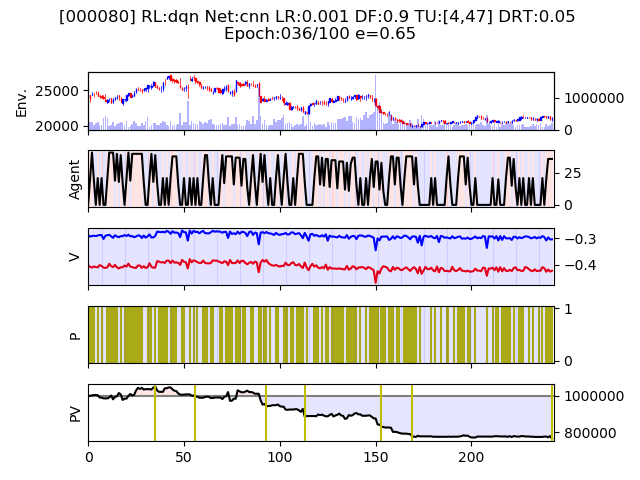 [000080] RL:dqn Net:cnn LR:0.001 DF:0.9 TU:[4,47] DRT:0.05
Epoch:036/100 e=0.65
Env.
25000
20000
1000000
0
Agent
25
0
V
−0.3
−0.4
P
1
0
PV
1000000
800000
0 50 100 150 200